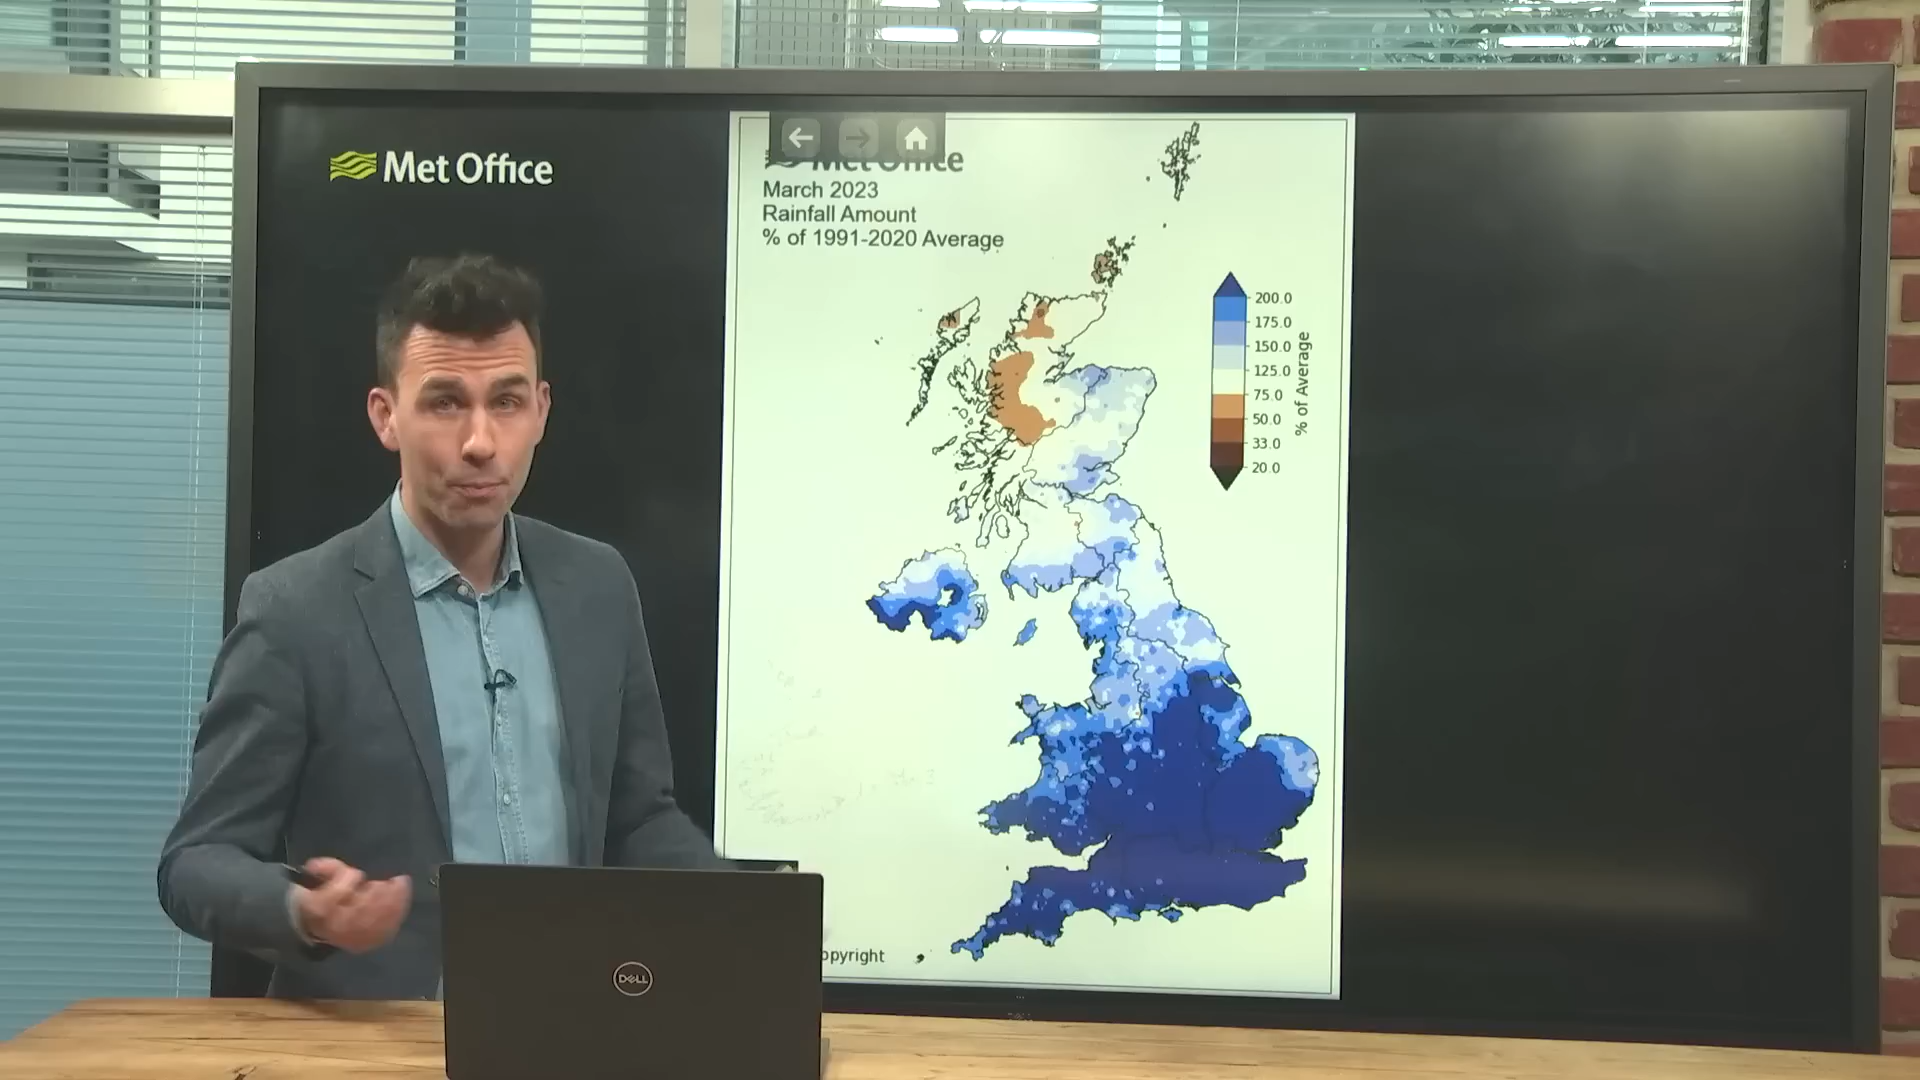 Met Office
Met Office
March 2023
Rainfall Amount
% of 1991-2020 Average
200.0
175.0
150.0
125.0
75.0
50.0
33.0
20.0
% of Average
opyright
DELL